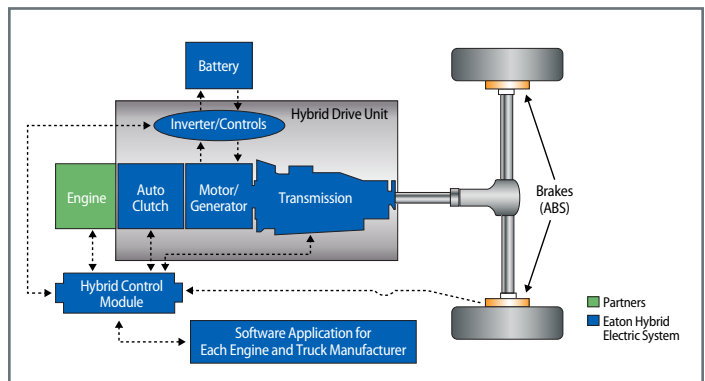 Battery
Hybrid Drive Unit
Inverter/Controls
Engine
Auto
Clutch
Motor/
Generator
Transmission
Brakes
(ABS)
Hybrid Control
Module
Software Application for
Each Engine and Truck Manufacturer
Partners
Eaton Hybrid
Electric System